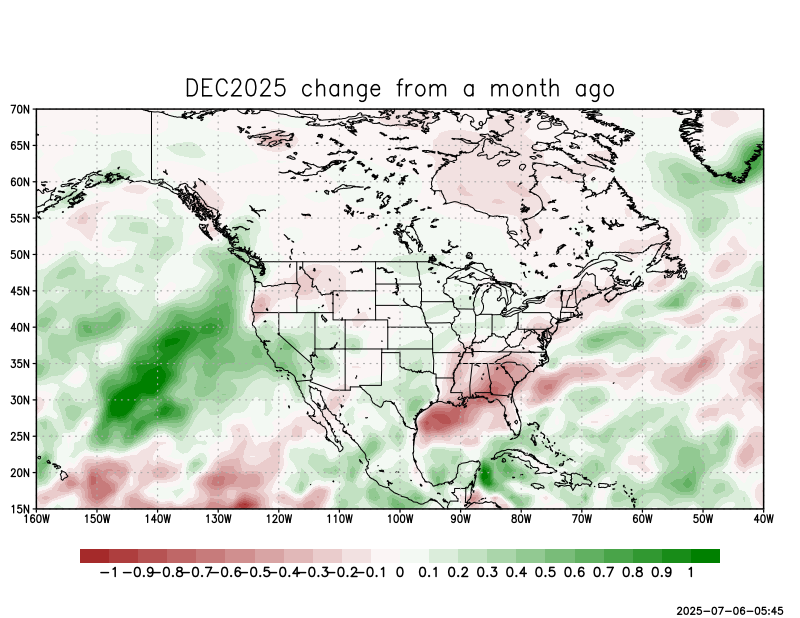 DEC2025 change from a month ago
70N
65N
60N
55N
50N
45N
40N
35N
30N
25N
20N
15N
160W 150W 140W 130W 120W 110W 100W 90W 80W 70W 60W 50W 40W
-1 -0.9 -0.8 -0.7 -0.6 -0.5 -0.4 -0.3 -0.2 -0.1 0 0.1 0.2 0.3 0.4 0.5 0.6 0.7 0.8 0.9 1
2025-07-06-05:45